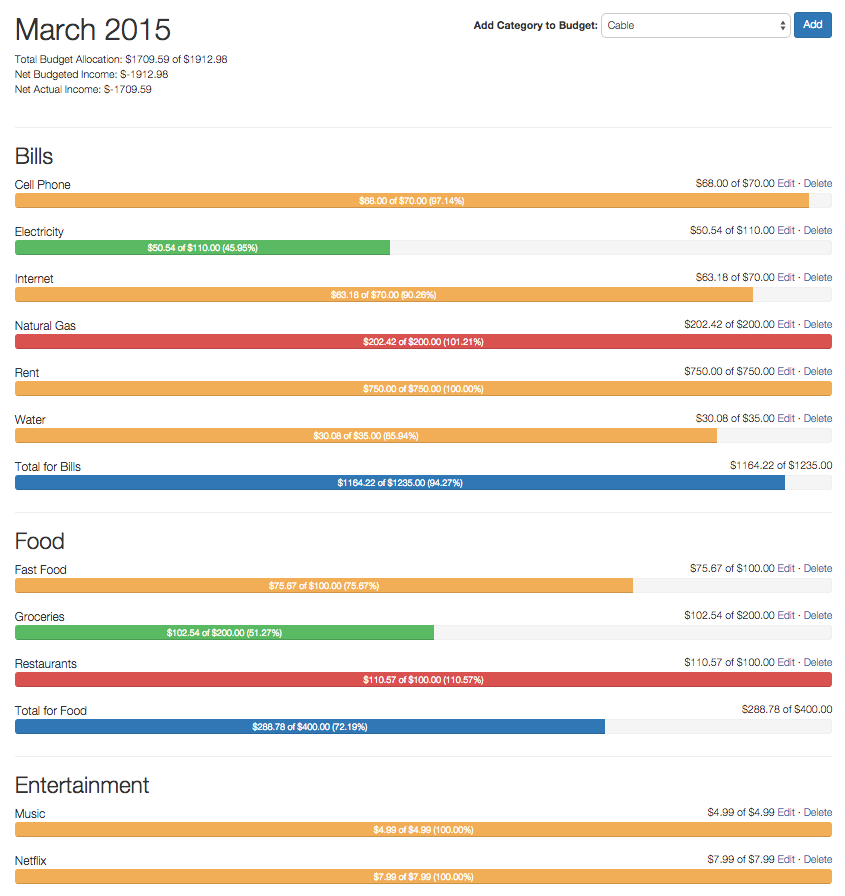 March 2015
Add Category to Budget: Cable Add
Total Budget Allocation: $1709.59 of $1912.98
Net Budgeted Income: $-1912.98
Net Actual Income: $-1709.59
Bills
Cell Phone $68.00 of $70.00 Edit · Delete
$68.00 of $70.00 (97.14%)
Electricity $50.54 of $110.00 Edit · Delete
$50.54 of $110.00 (45.95%)
Internet $63.18 of $70.00 Edit · Delete
$63.18 of $70.00 (90.26%)
Natural Gas $202.42 of $200.00 Edit · Delete
$202.42 of $200.00 (101.21%)
Rent $750.00 of $750.00 Edit · Delete
$750.00 of $750.00 (100.00%)
Water $30.08 of $35.00 Edit · Delete
$30.08 of $35.00 (85.94%)
Total for Bills $1164.22 of $1235.00
$1164.22 of $1235.00 (94.27%)
Food
Fast Food $75.67 of $100.00 Edit · Delete
$75.67 of $100.00 (75.67%)
Groceries $102.54 of $200.00 Edit · Delete
$102.54 of $200.00 (51.27%)
Restaurants $110.57 of $100.00 Edit · Delete
$110.57 of $100.00 (110.57%)
Total for Food $288.78 of $400.00
$288.78 of $400.00 (72.19%)
Entertainment
Music $4.99 of $4.99 Edit · Delete
$4.99 of $4.99 (100.00%)
Netflix $7.99 of $7.99 Edit · Delete
$7.99 of $7.99 (100.00%)